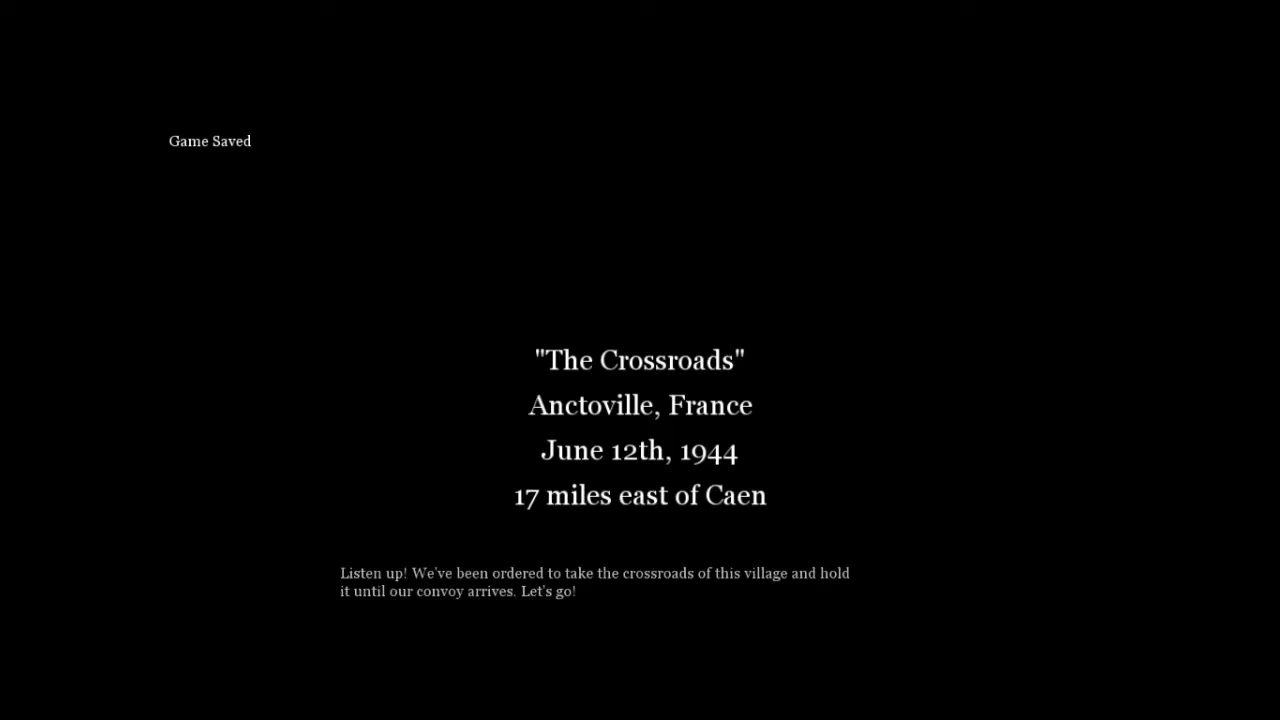 Game Saved
"The Crossroads"
Anctoville, France
June 12th, 1944
17 miles east of Caen
Listen up! We've been ordered to take the crossroads of this village and hold
it until our convoy arrives. Let's go!